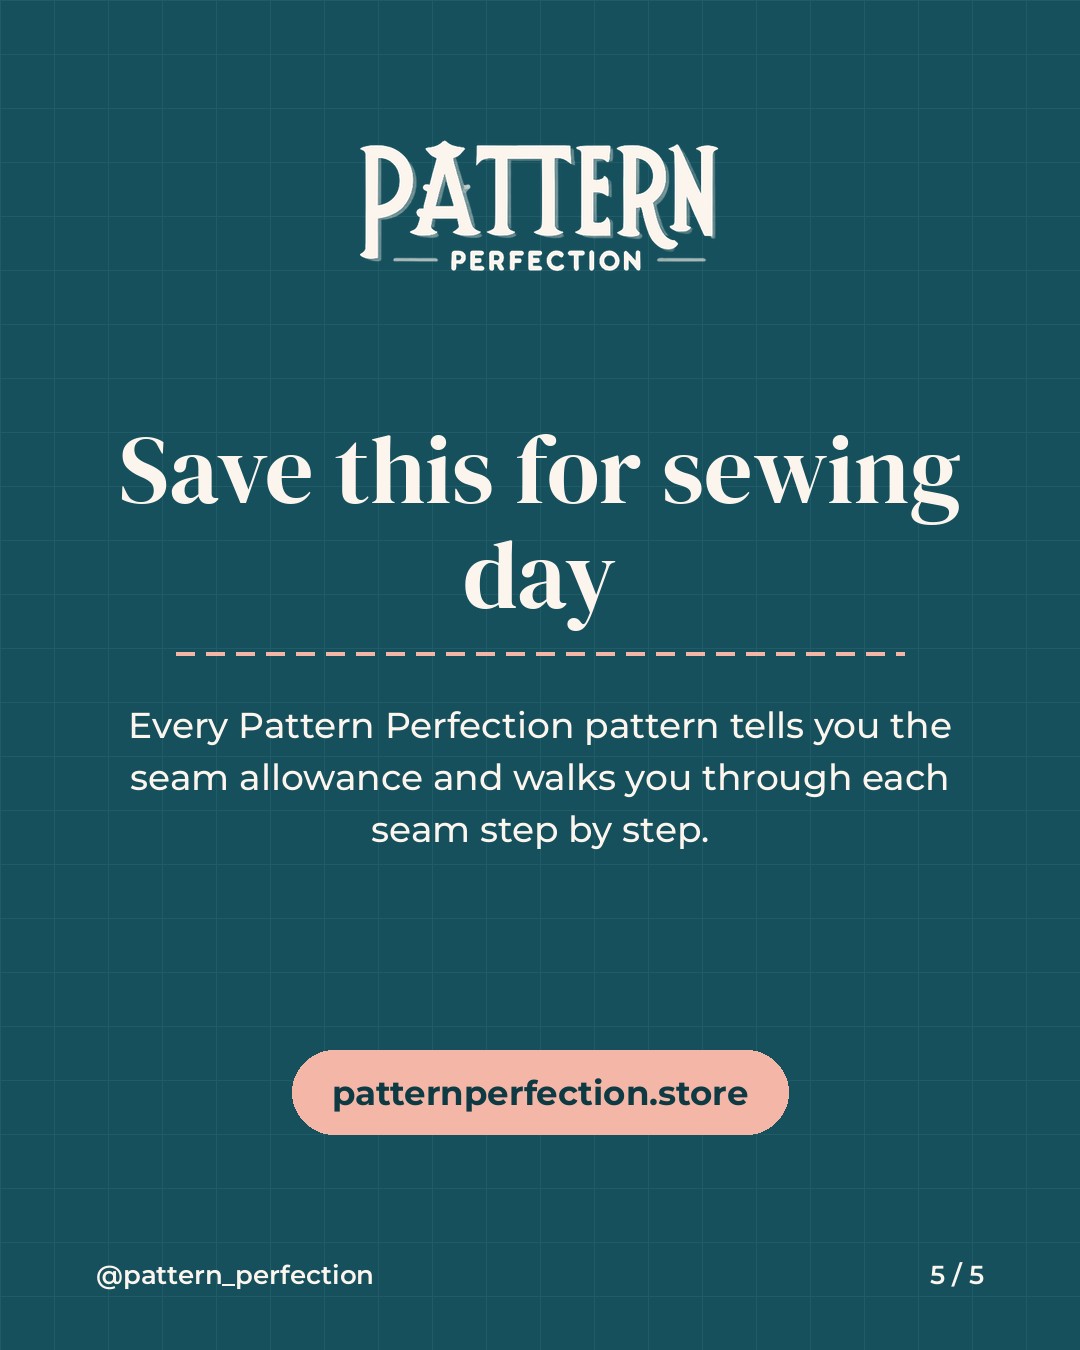 PATTERN
PERFECTION
Save this for sewing
day
Every Pattern Perfection pattern tells you the
seam allowance and walks you through each
seam step by step.
patternperfection.store
@pattern_perfection
5 / 5